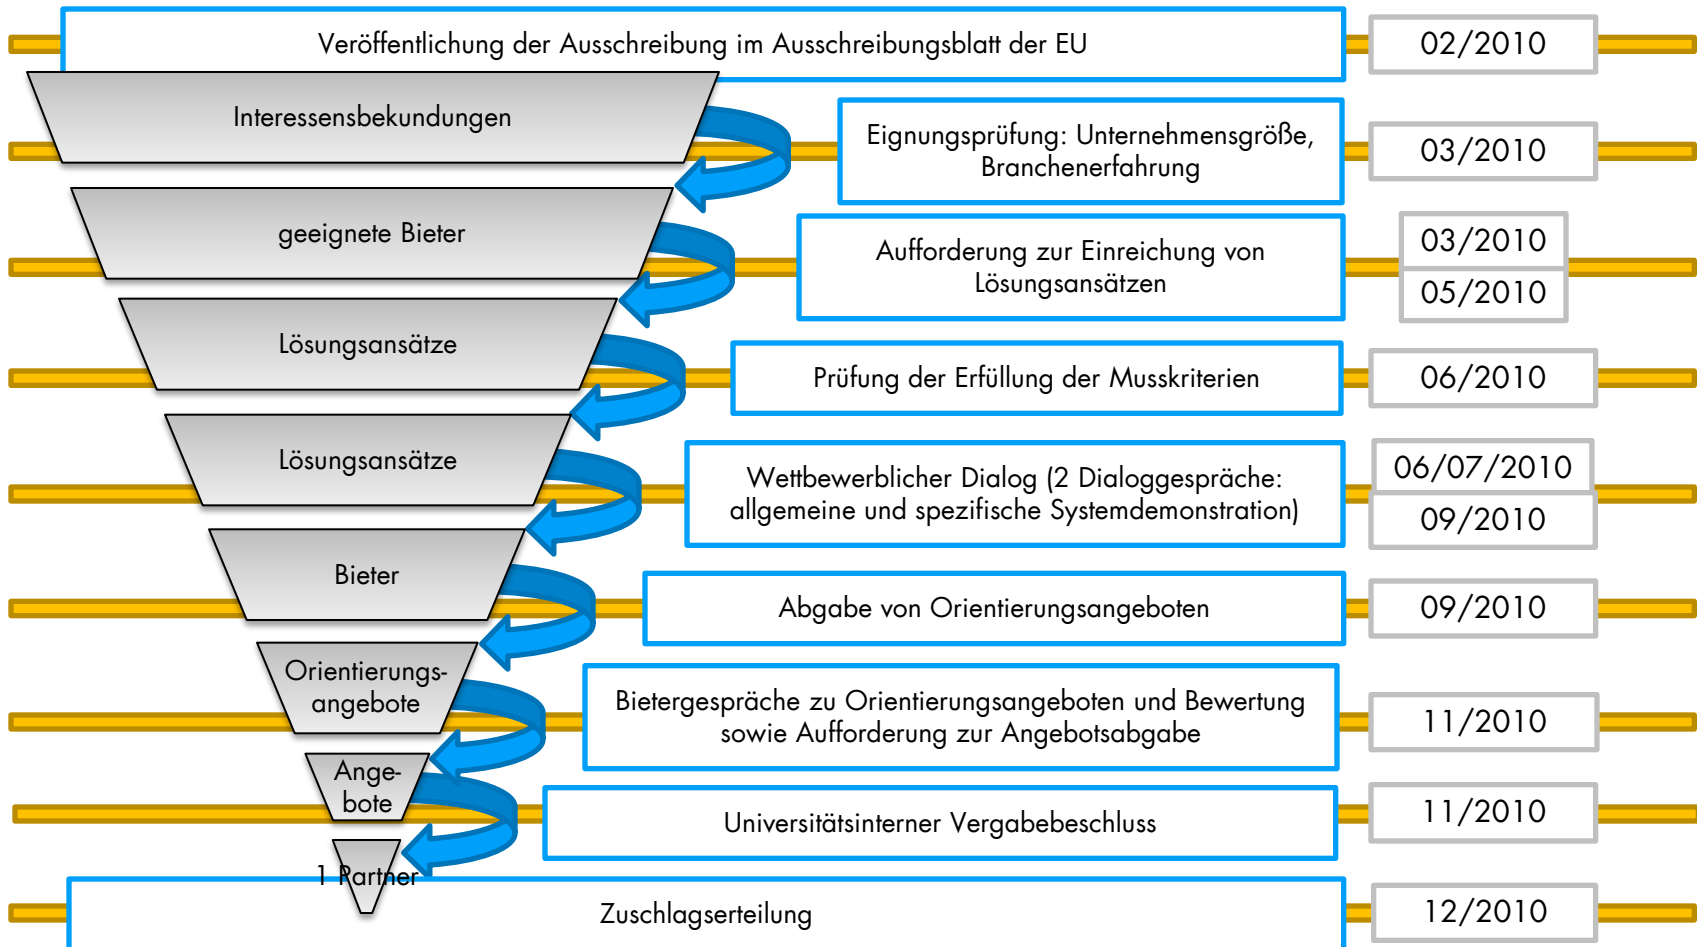 Veröffentlichung der Ausschreibung im Ausschreibungsblatt der EU
02/2010
Interessensbekundungen
Eignungsprüfung: Unternehmensgröße,
Branchenerfahrung
03/2010
geeignete Bieter
Aufforderung zur Einreichung von
Lösungsansätzen
03/2010
05/2010
Lösungsansätze
Prüfung der Erfüllung der Musskriterien
06/2010
Lösungsansätze
Wettbewerblicher Dialog (2 Dialoggespräche:
allgemeine und spezifische Systemdemonstration)
06/07/2010
09/2010
Bieter
Abgabe von Orientierungsangeboten
09/2010
Orientierungs-
angebote
Bietergespräche zu Orientierungsangeboten und Bewertung
sowie Aufforderung zur Angebotsabgabe
11/2010
Ange-
bote
Universitätsinterner Vergabebeschluss
11/2010
1 Partner
Zuschlagserteilung
12/2010